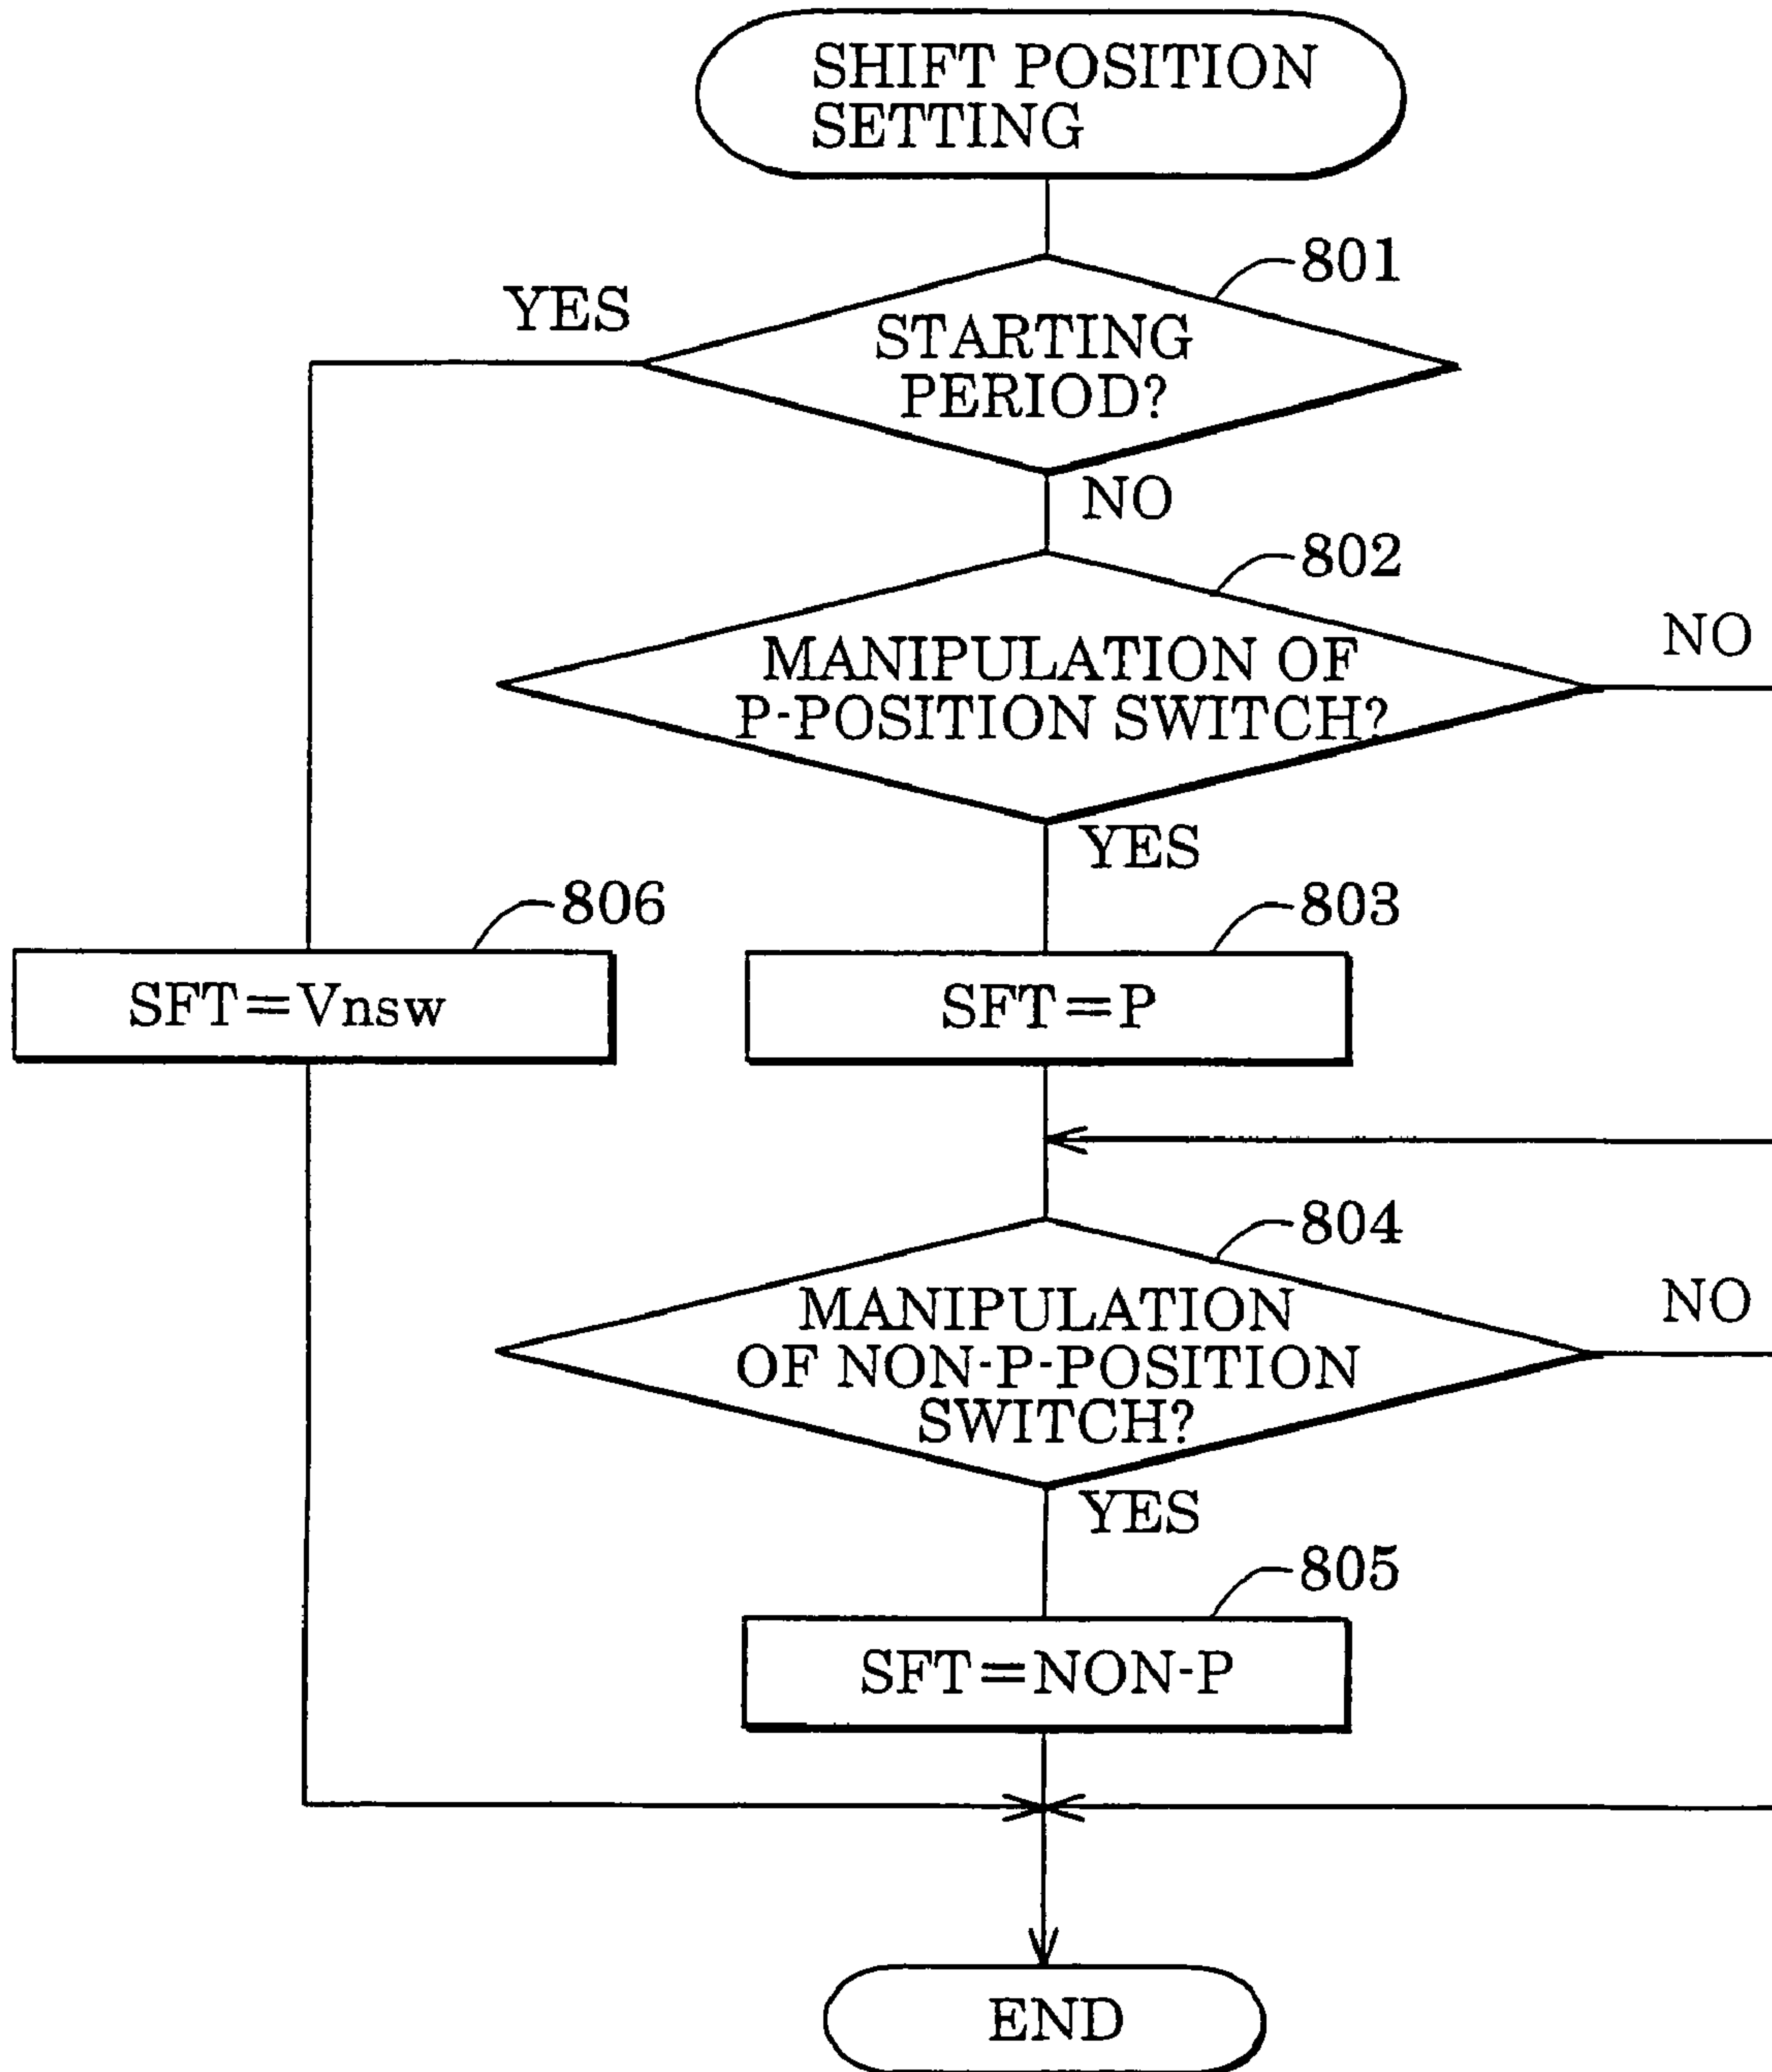 SHIFT POSITION
SETTING
801
YES
STARTING
PERIOD?
NO
802
NO
MANIPULATION OF
P-POSITION SWITCH?
YES
806
803
SFT=Vnsw
SFT=P
804
NO
MANIPULATION
OF NON-P-POSITION
SWITCH?
YES
805
SFT=NON-P
END